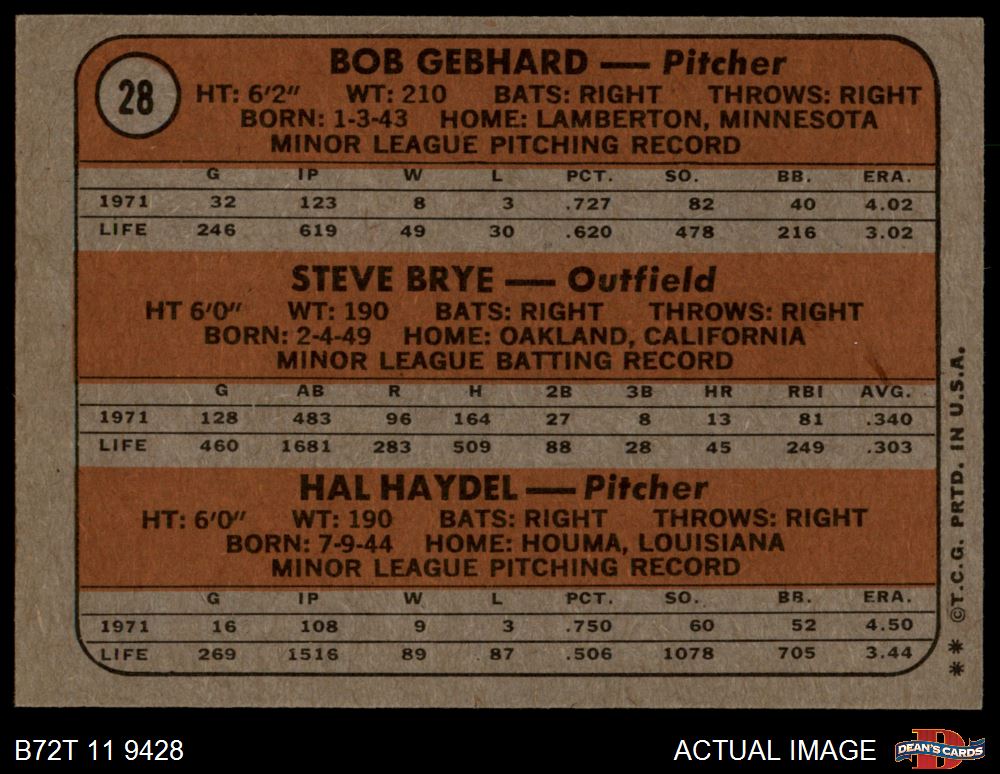 28
BOB GEBHARD — Pitcher
HT: 6'2" WT: 210 BATS: RIGHT THROWS: RIGHT
BORN: 1-3-43 HOME: LAMBERTON, MINNESOTA
MINOR LEAGUE PITCHING RECORD
G IP W L PCT. SO. BB. ERA.
1971 32 123 8 3 .727 82 40 4.02
LIFE 246 619 49 30 .620 478 216 3.02
STEVE BRYE — Outfield
HT 6'0" WT: 190 BATS: RIGHT THROWS: RIGHT
BORN: 2-4-49 HOME: OAKLAND, CALIFORNIA
MINOR LEAGUE BATTING RECORD
G AB R H 2B 3B HR RBI AVG.
1971 128 483 96 164 27 8 13 81 .340
LIFE 460 1681 283 509 88 28 45 249 .303
HAL HAYDEL — Pitcher
HT: 6'0" WT: 190 BATS: RIGHT THROWS: RIGHT
BORN: 7-9-44 HOME: HOUMA, LOUISIANA
MINOR LEAGUE PITCHING RECORD
G IP W L PCT. SO. BB. ERA.
1971 16 108 9 3 .750 60 52 4.50
LIFE 269 1516 89 87 .506 1078 705 3.44
** ©T.C.G. PRTD. IN U.S.A.
B72T 11 9428
ACTUAL IMAGE
D
DEAN'S CARDS